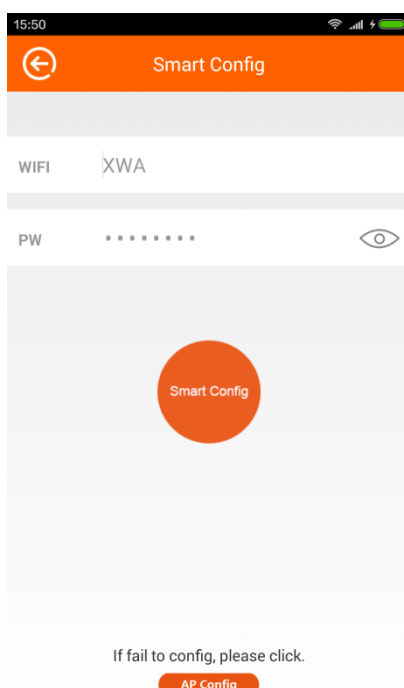 15:50
Smart Config
WIFI XWA
PW ••••••••
Smart Config
If fail to config, please click.
AP Config